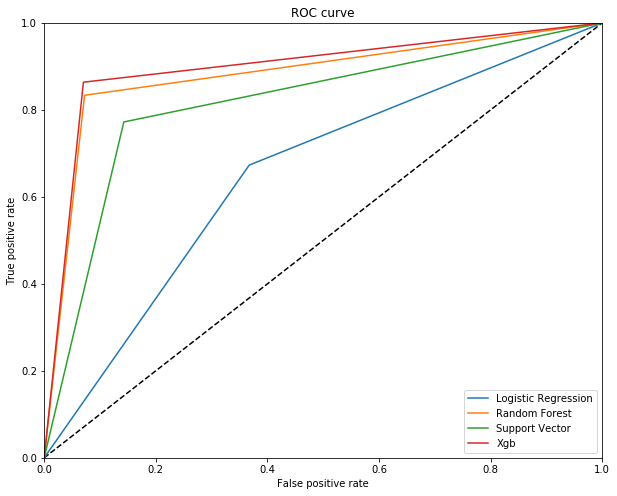 ROC curve
1.0
0.8
0.6
0.4
0.2
0.0
True positive rate
0.0 0.2 0.4 0.6 0.8 1.0
False positive rate
Logistic Regression
Random Forest
Support Vector
Xgb